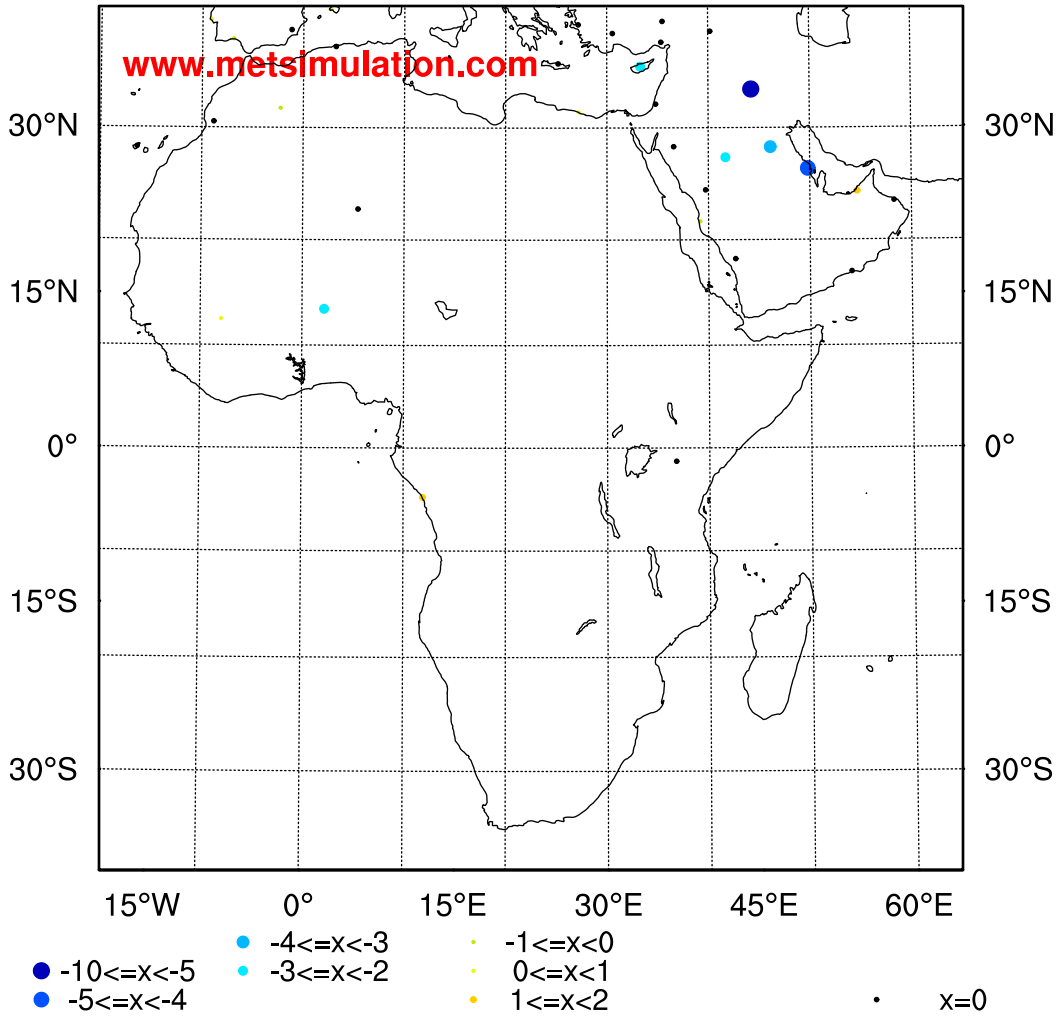 www.metsimulation.com
30°N 30°N
15°N 15°N
0° 0°
15°S 15°S
30°S 30°S
15°W 0° 15°E 30°E 45°E 60°E
-4<=x<-3 -1<=x<0
-10<=x<-5 -3<=x<-2 0<=x<1
-5<=x<-4 1<=x<2 x=0